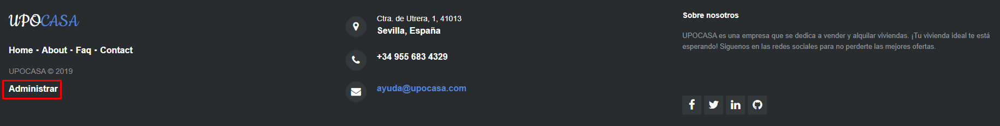 UPOCASA
Home · About · Faq · Contact
UPOCASA © 2019
Administrar
Ctra. de Utrera, 1, 41013
Sevilla, España
+34 955 683 4329
ayuda@upocasa.com
Sobre nosotros
UPOCASA es una empresa que se dedica a vender y alquilar viviendas. ¡Tu vivienda ideal te está
esperando! Siguenos en las redes sociales para no perderte las mejores ofertas.